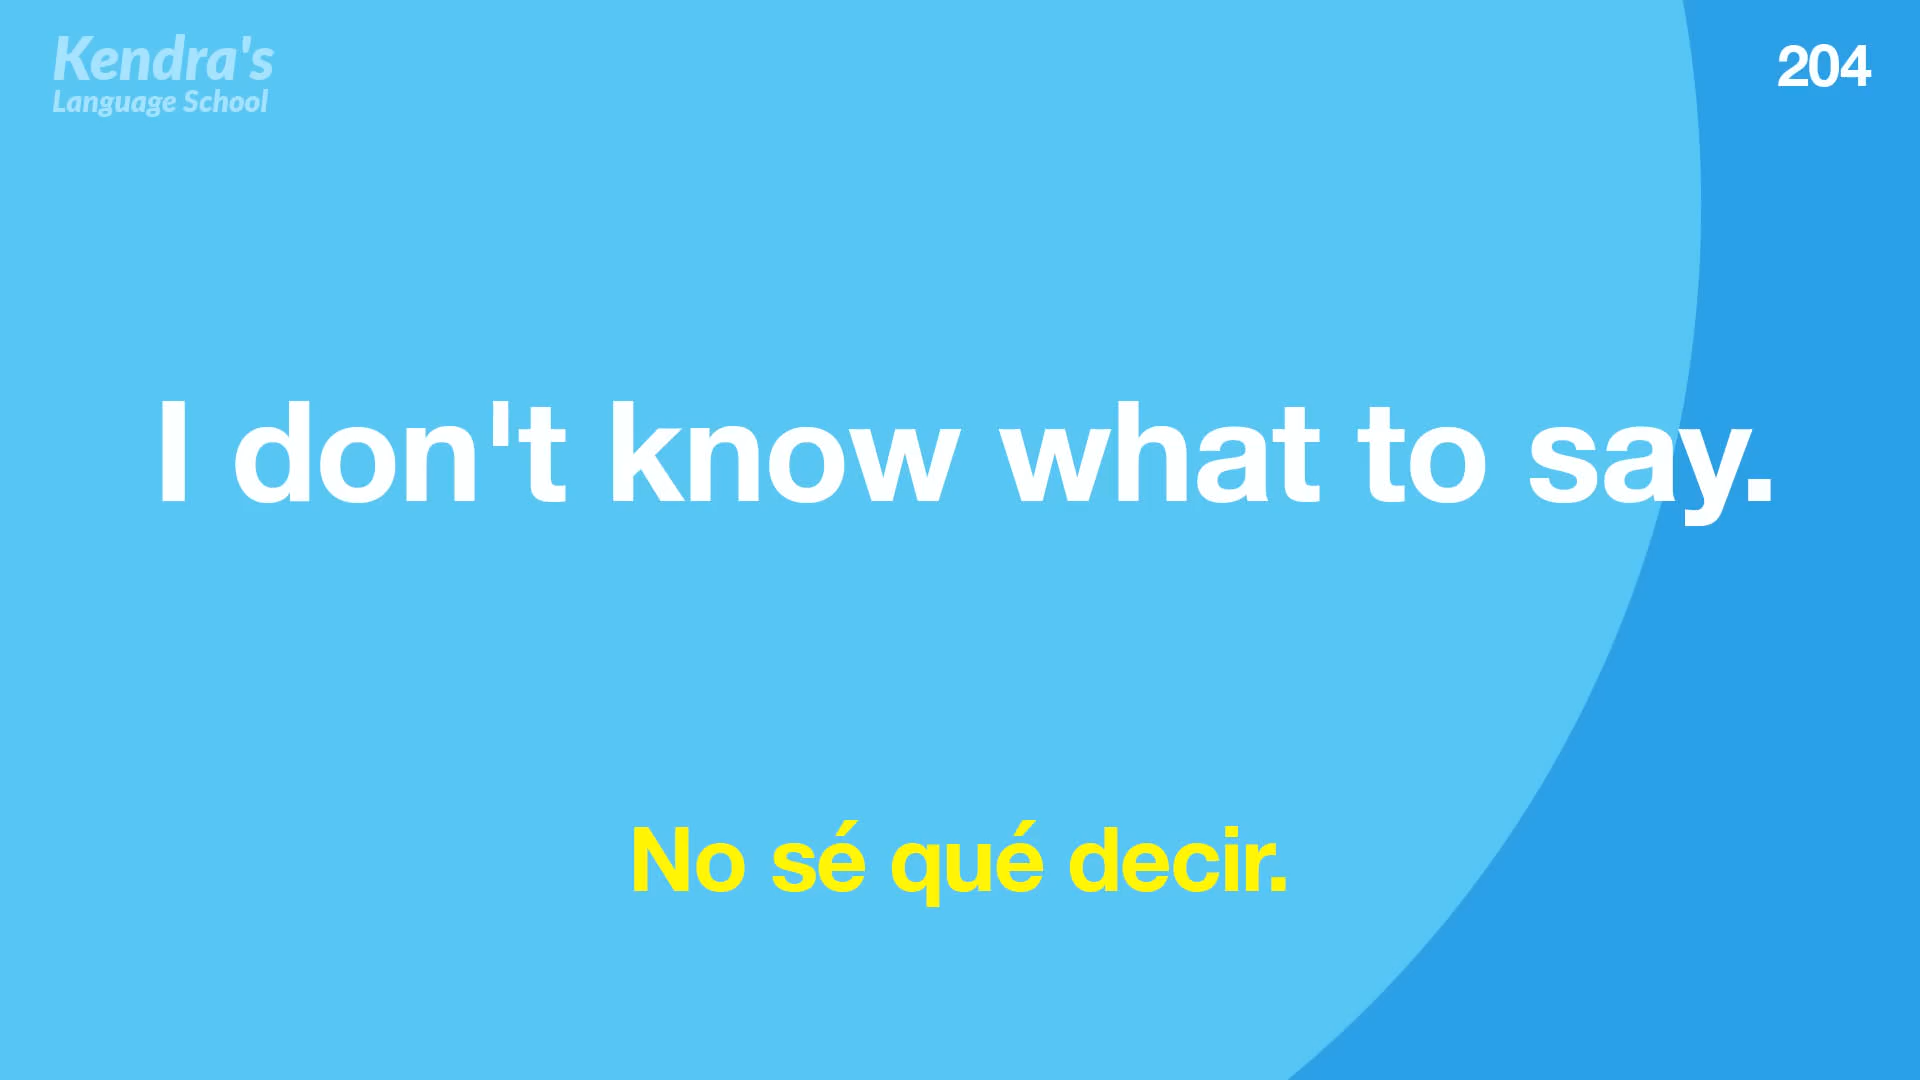 Kendra's
Language School
204
I don't know what to say.
No sé qué decir.